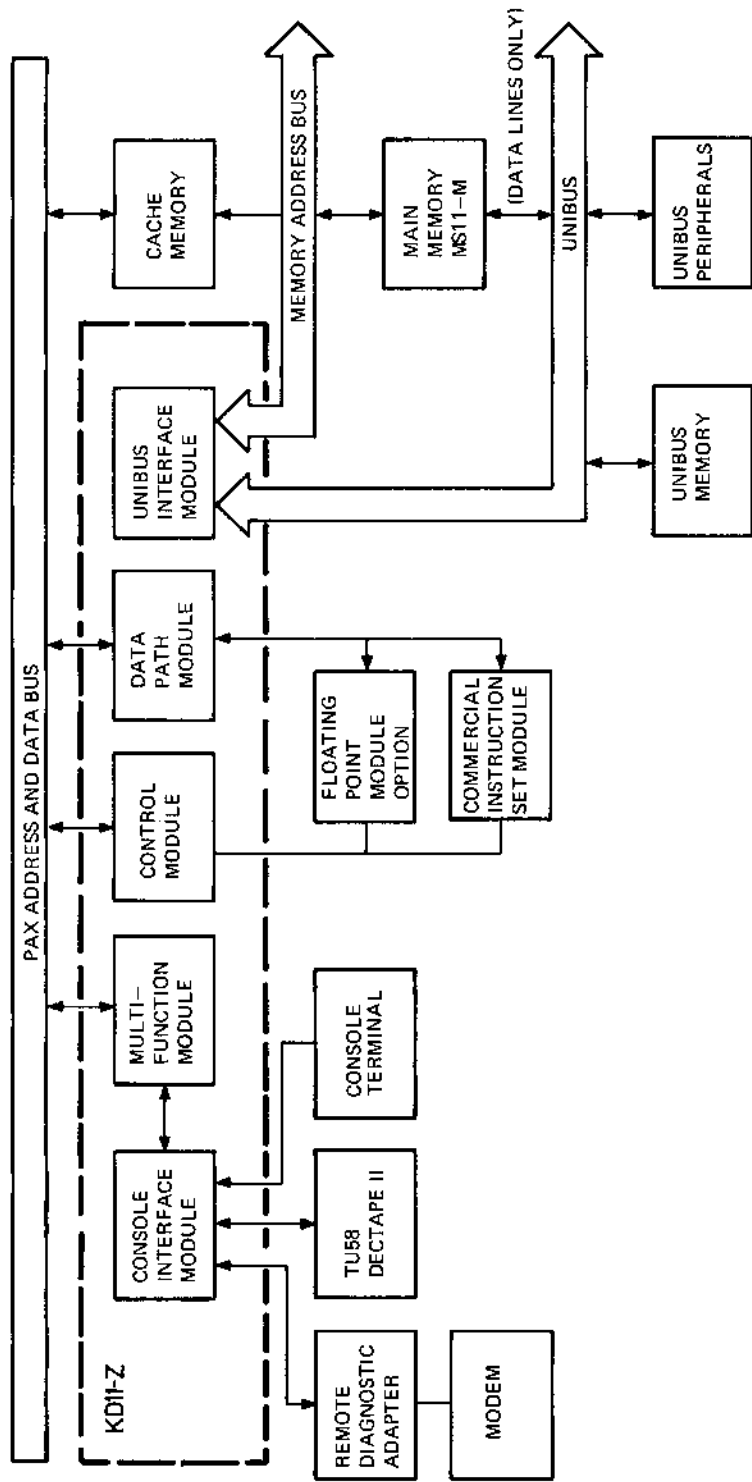 PAX ADDRESS AND DATA BUS
KD11-Z
CONSOLE
INTERFACE
MODULE
MULTI-
FUNCTION
MODULE
CONTROL
MODULE
DATA
PATH
MODULE
UNIBUS
INTERFACE
MODULE
CACHE
MEMORY
MEMORY ADDRESS BUS
REMOTE
DIAGNOSTIC
ADAPTER
MODEM
TU58
DECTAPE II
CONSOLE
TERMINAL
FLOATING
POINT
MODULE
OPTION
COMMERCIAL
INSTRUCTION
SET MODULE
MAIN
MEMORY
MS11-M
(DATA LINES ONLY)
UNIBUS
UNIBUS
MEMORY
UNIBUS
PERIPHERALS